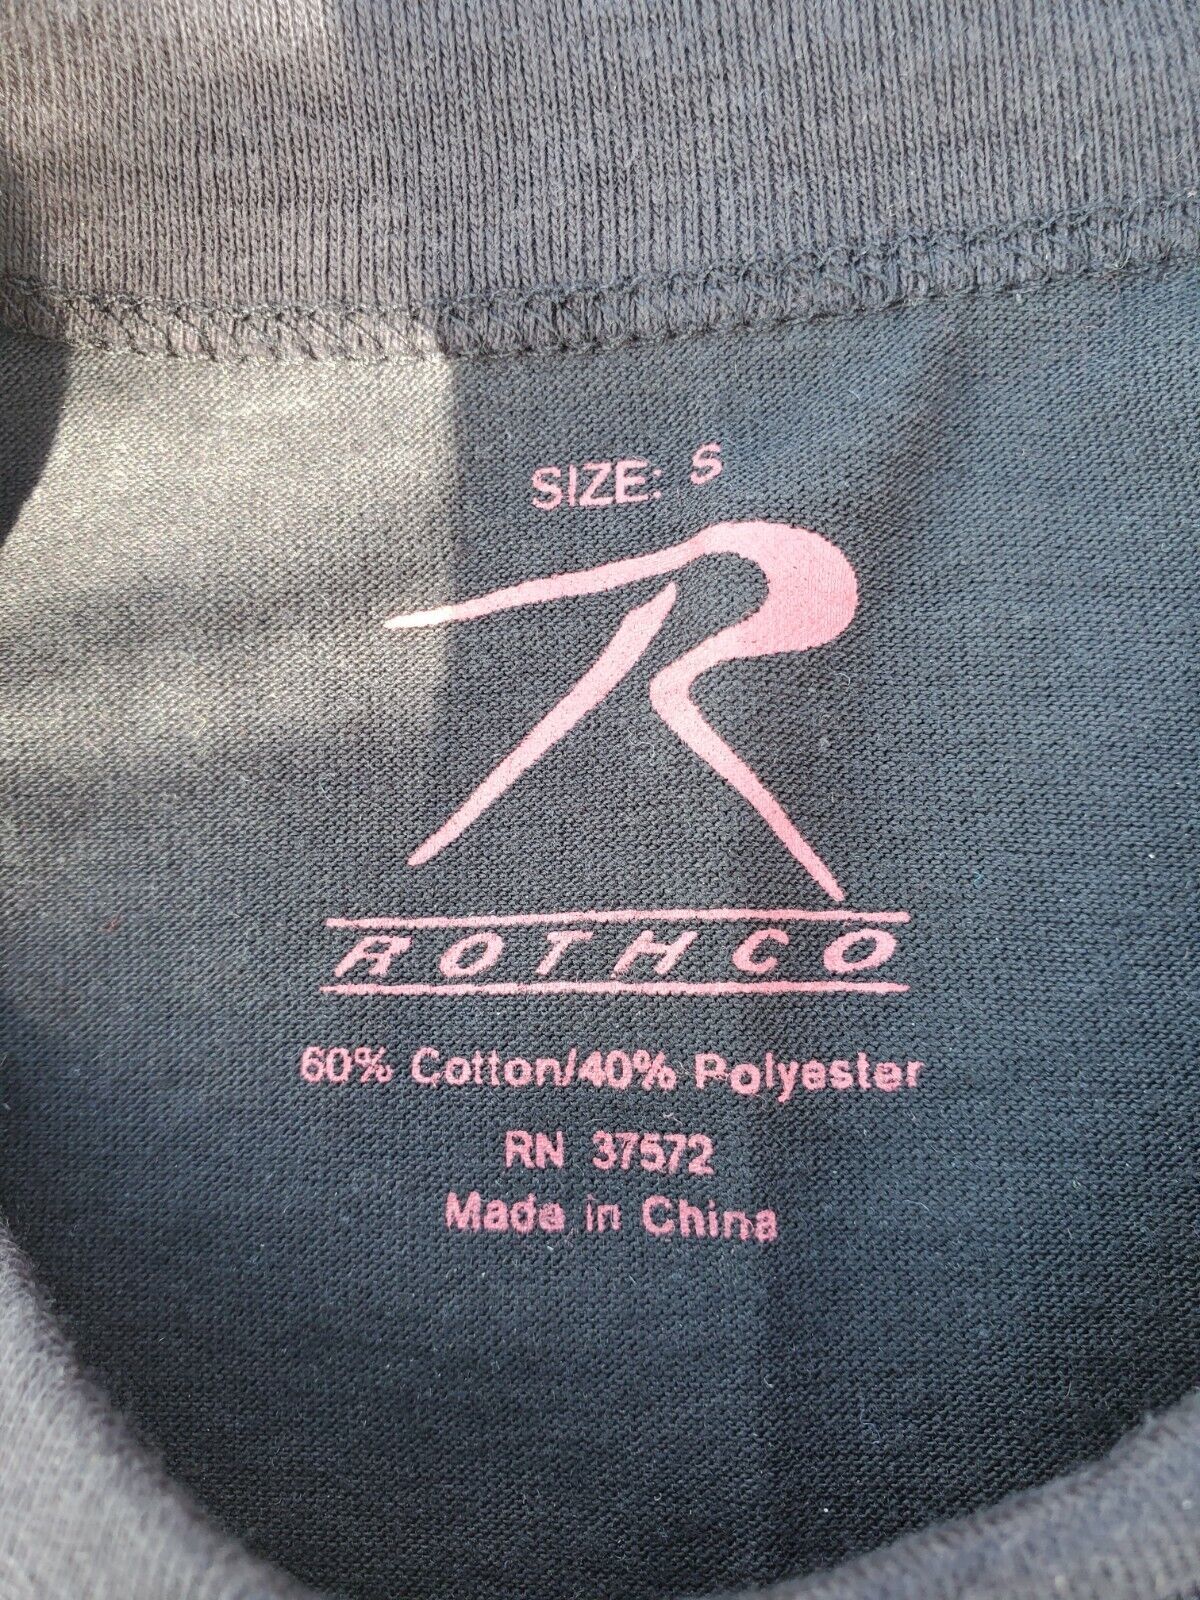 SIZE: S
R
ROTHCO
60% Cotton/40% Polyester
RN 37572
Made in China